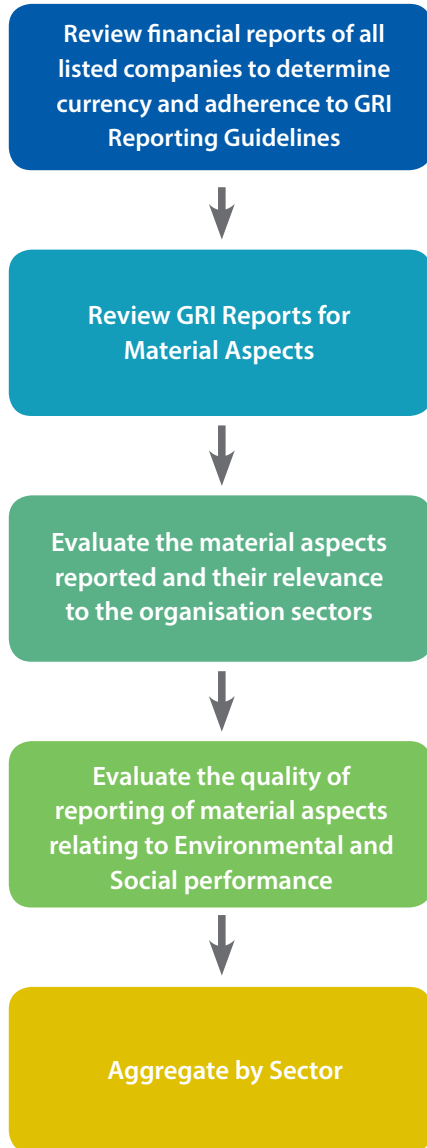 Review financial reports of all
listed companies to determine
currency and adherence to GRI
Reporting Guidelines
Review GRI Reports for
Material Aspects
Evaluate the material aspects
reported and their relevance
to the organisation sectors
Evaluate the quality of
reporting of material aspects
relating to Environmental and
Social performance
Aggregate by Sector